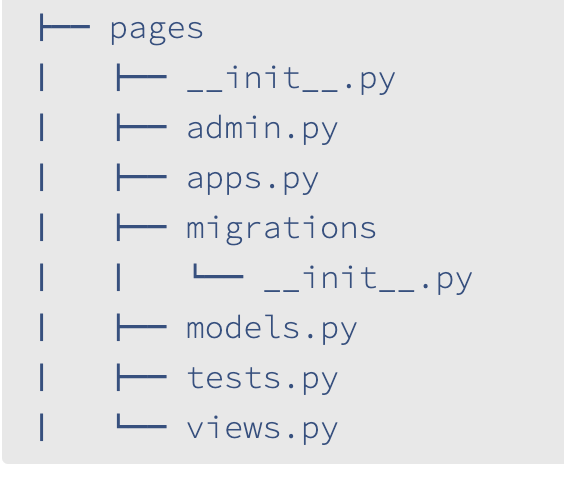 ├── pages
│   ├── __init__.py
│   ├── admin.py
│   ├── apps.py
│   ├── migrations
│   │   └── __init__.py
│   ├── models.py
│   ├── tests.py
│   └── views.py